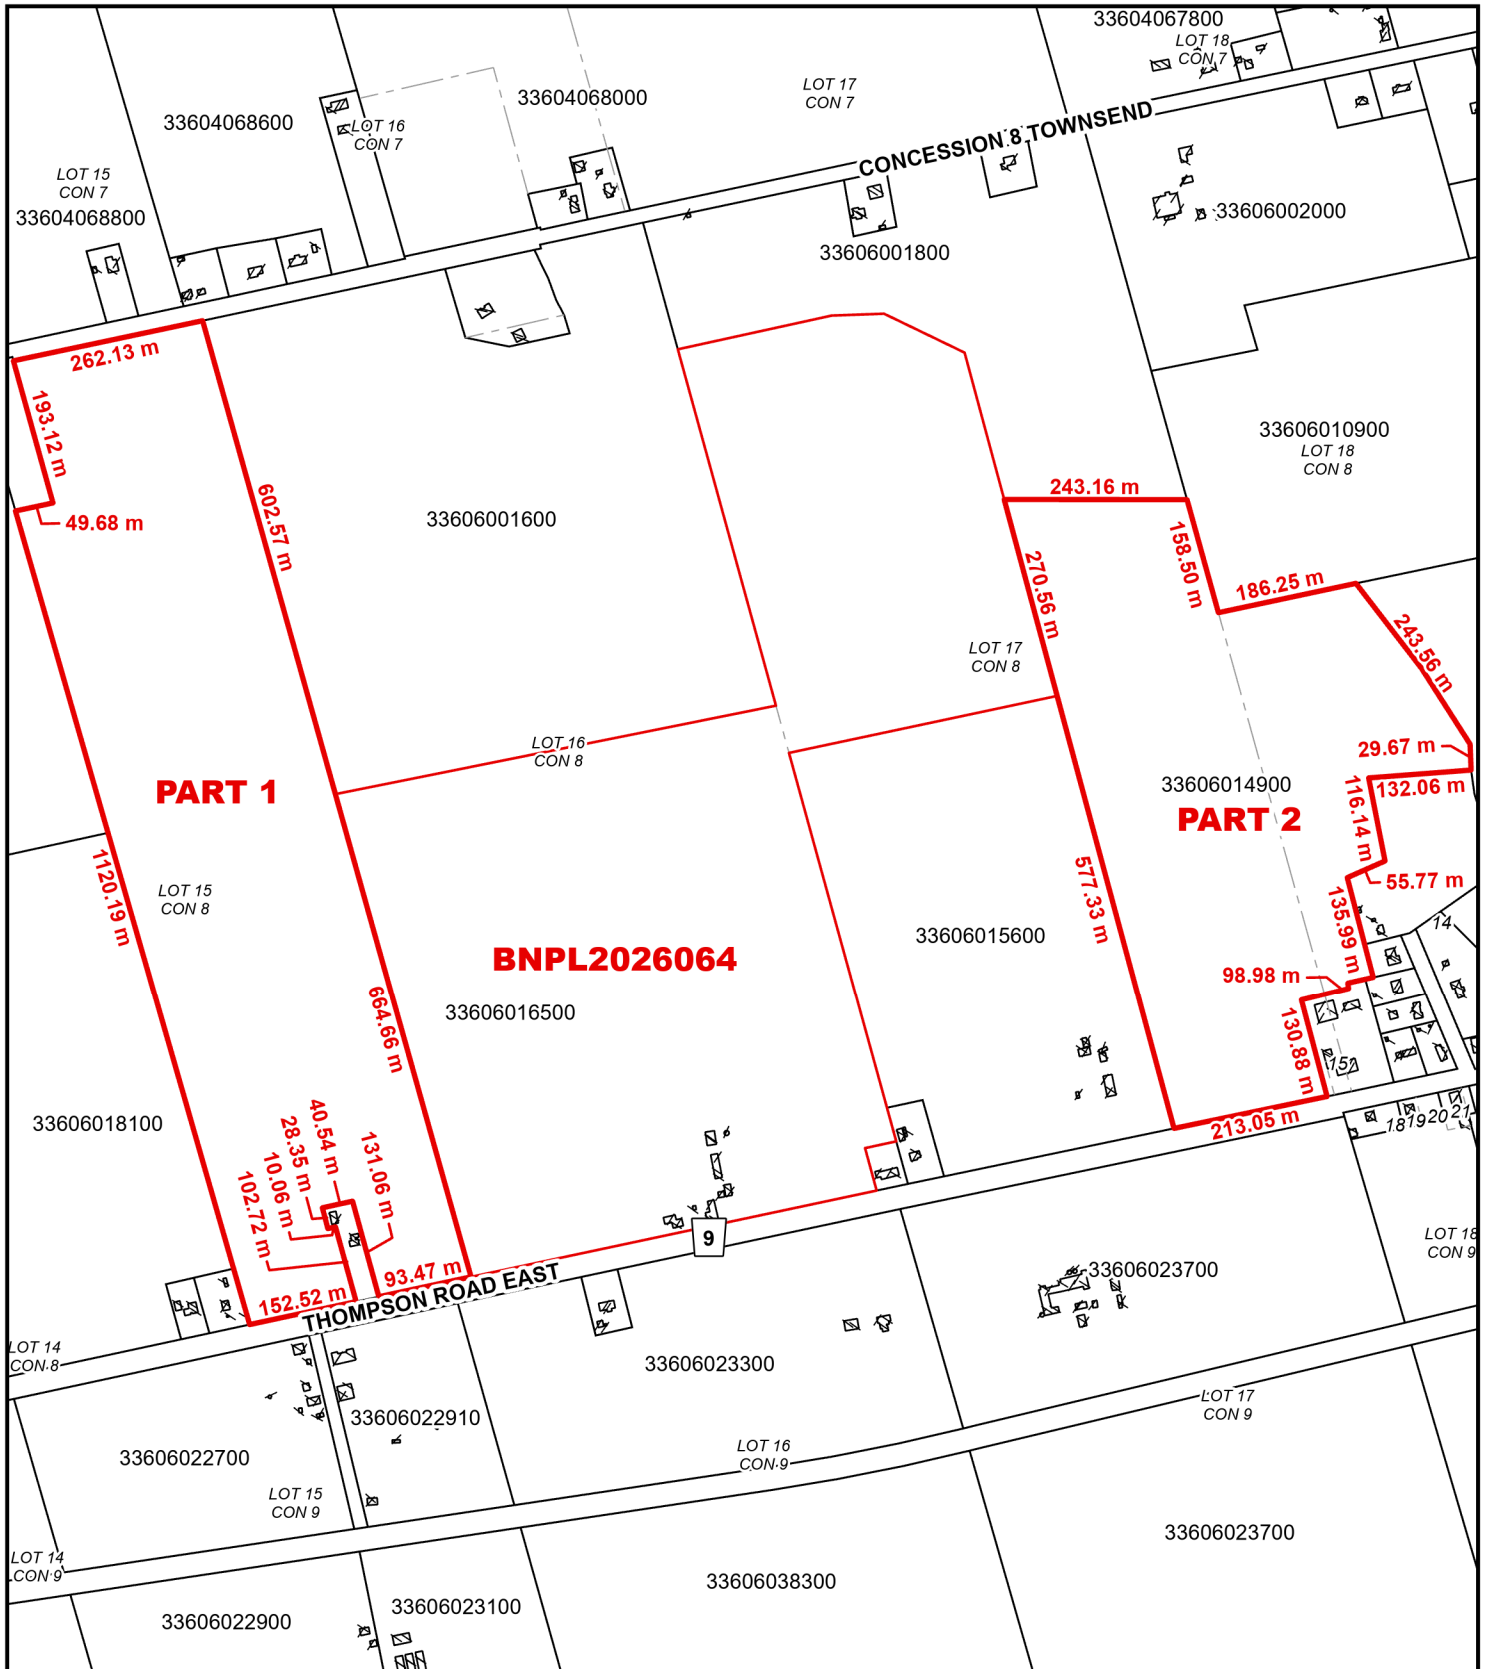 33604067800
LOT 18
CON 7
LOT 17
CON 7
33604068000
33604068600
LOT 16
CON 7
CONCESSION 8 TOWNSEND
LOT 15
CON 7
33604068800
33606002000
33606001800
262.13 m
193.12 m
49.68 m
602.57 m
33606001600
33606010900
LOT 18
CON 8
243.16 m
158.50 m
270.56 m
186.25 m
243.56 m
LOT 17
CON 8
LOT 16
CON 8
29.67 m
132.06 m
33606014900
PART 1
PART 2
116.14 m
55.77 m
1120.19 m
LOT 15
CON 8
577.33 m
135.99 m
14
33606015600
BNPL2026064
98.98 m
33606016500
664.66 m
130.88 m
15
33606018100
213.05 m
18
19
20
21
40.54 m
28.35 m
10.06 m
102.72 m
131.06 m
9
LOT 18
CON 9
93.47 m
152.52 m
THOMPSON ROAD EAST
33606023700
LOT 14
CON 8
33606023300
LOT 17
CON 9
33606022910
33606022700
LOT 16
CON 9
LOT 15
CON 9
33606023700
LOT 14
CON 9
33606038300
33606023100
33606022900